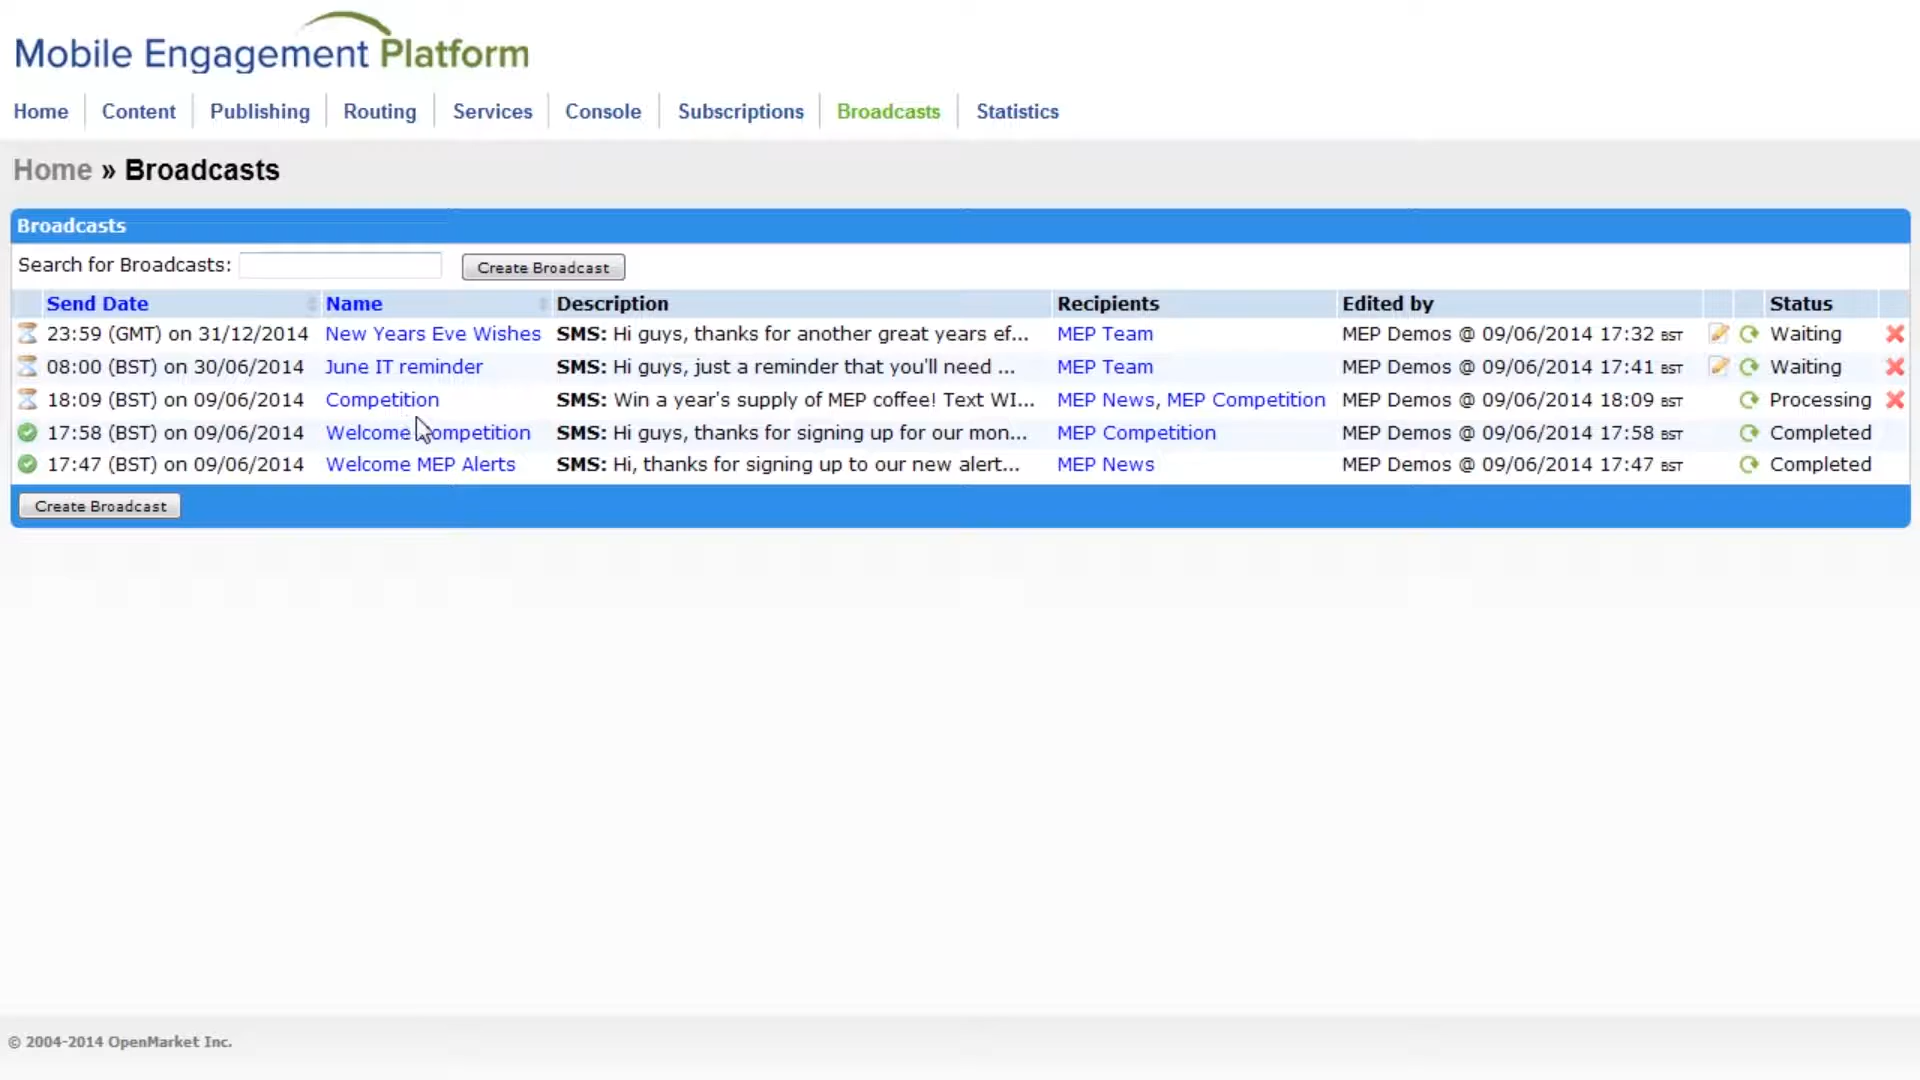 Mobile Engagement Platform
Home Content Publishing Routing Services Console Subscriptions Broadcasts Statistics
Home » Broadcasts
Broadcasts
Search for Broadcasts: Create Broadcast
Send Date Name Description Recipients Edited by Status
23:59 (GMT) on 31/12/2014 New Years Eve Wishes SMS: Hi guys, thanks for another great years ef... MEP Team MEP Demos @ 09/06/2014 17:32 BST Waiting
08:00 (BST) on 30/06/2014 June IT reminder SMS: Hi guys, just a reminder that you'll need ... MEP Team MEP Demos @ 09/06/2014 17:41 BST Waiting
18:09 (BST) on 09/06/2014 Competition SMS: Win a year's supply of MEP coffee! Text WI... MEP News, MEP Competition MEP Demos @ 09/06/2014 18:09 BST Processing
17:58 (BST) on 09/06/2014 Welcome Competition SMS: Hi guys, thanks for signing up for our mon... MEP Competition MEP Demos @ 09/06/2014 17:58 BST Completed
17:47 (BST) on 09/06/2014 Welcome MEP Alerts SMS: Hi, thanks for signing up to our new alert... MEP News MEP Demos @ 09/06/2014 17:47 BST Completed
Create Broadcast
© 2004-2014 OpenMarket Inc.